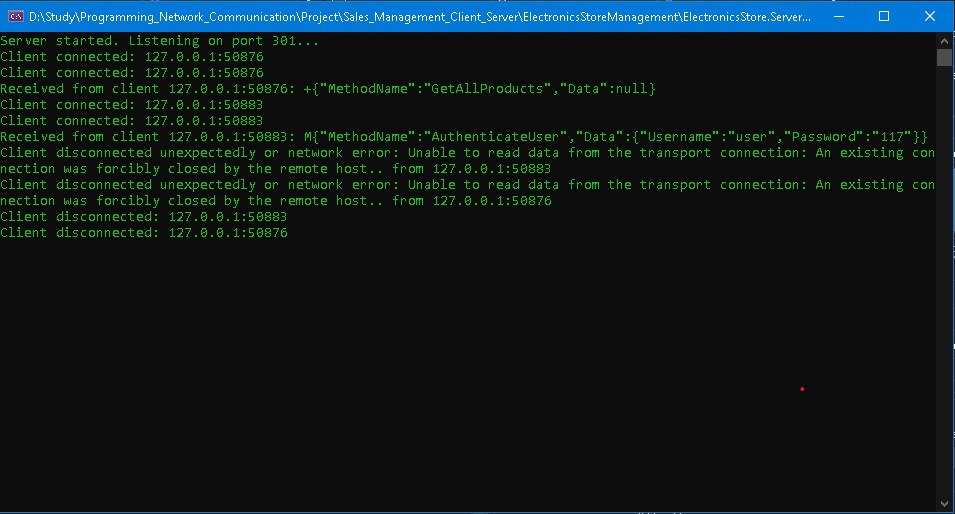 D:\Study\Programming_Network_Communication\Project\Sales_Management_Client_Server\ElectronicsStoreManagement\ElectronicsStore.Server...
Server started. Listening on port 301...
Client connected: 127.0.0.1:50876
Client connected: 127.0.0.1:50876
Received from client 127.0.0.1:50876: +{"MethodName":"GetAllProducts","Data":null}
Client connected: 127.0.0.1:50883
Client connected: 127.0.0.1:50883
Received from client 127.0.0.1:50883: M{"MethodName":"AuthenticateUser","Data":{"Username":"user","Password":"117"}}
Client disconnected unexpectedly or network error: Unable to read data from the transport connection: An existing con
nection was forcibly closed by the remote host.. from 127.0.0.1:50883
Client disconnected unexpectedly or network error: Unable to read data from the transport connection: An existing con
nection was forcibly closed by the remote host.. from 127.0.0.1:50876
Client disconnected: 127.0.0.1:50883
Client disconnected: 127.0.0.1:50876